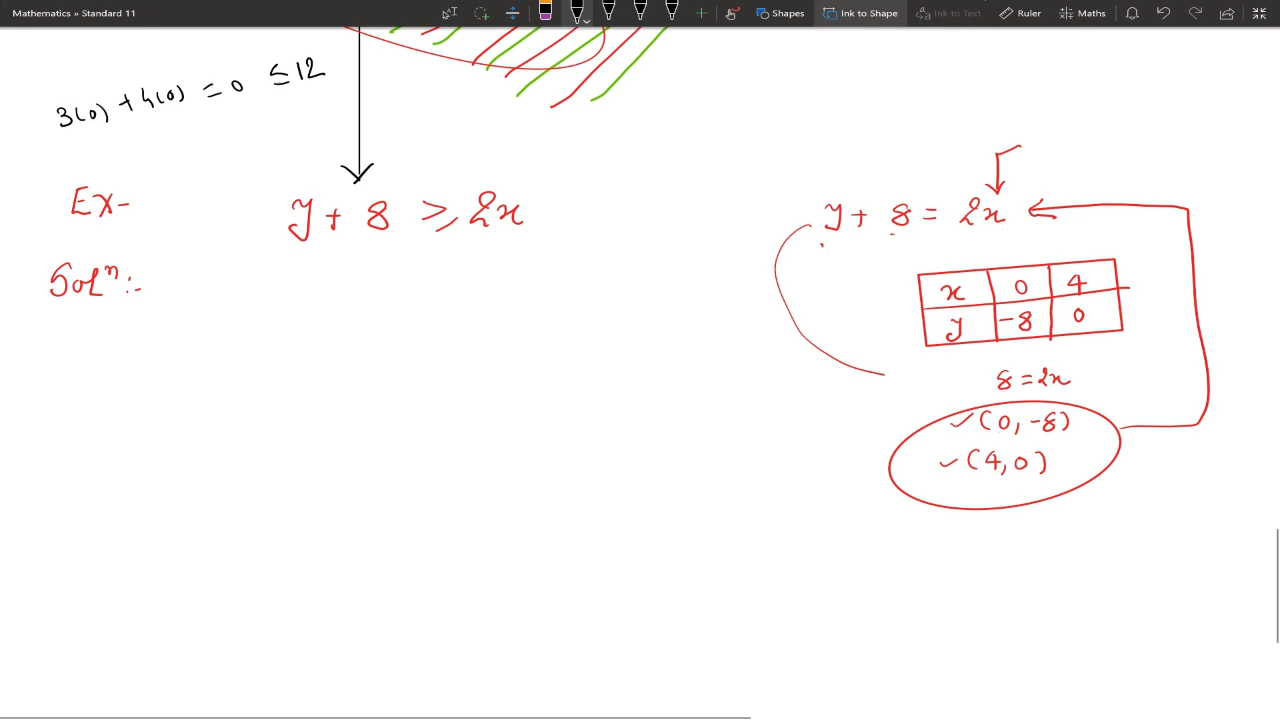 Mathematics » Standard 11
Shapes
Ink to Shape
Ink to Text
Ruler
Maths
3(0) + 4(0) = 0 ≤ 12
Ex-
y + 8 ≥ 2x
Solⁿ:-
y + 8 = 2x
x 0 4
y -8 0
8 = 2x
✓(0, -8)
✓(4, 0)